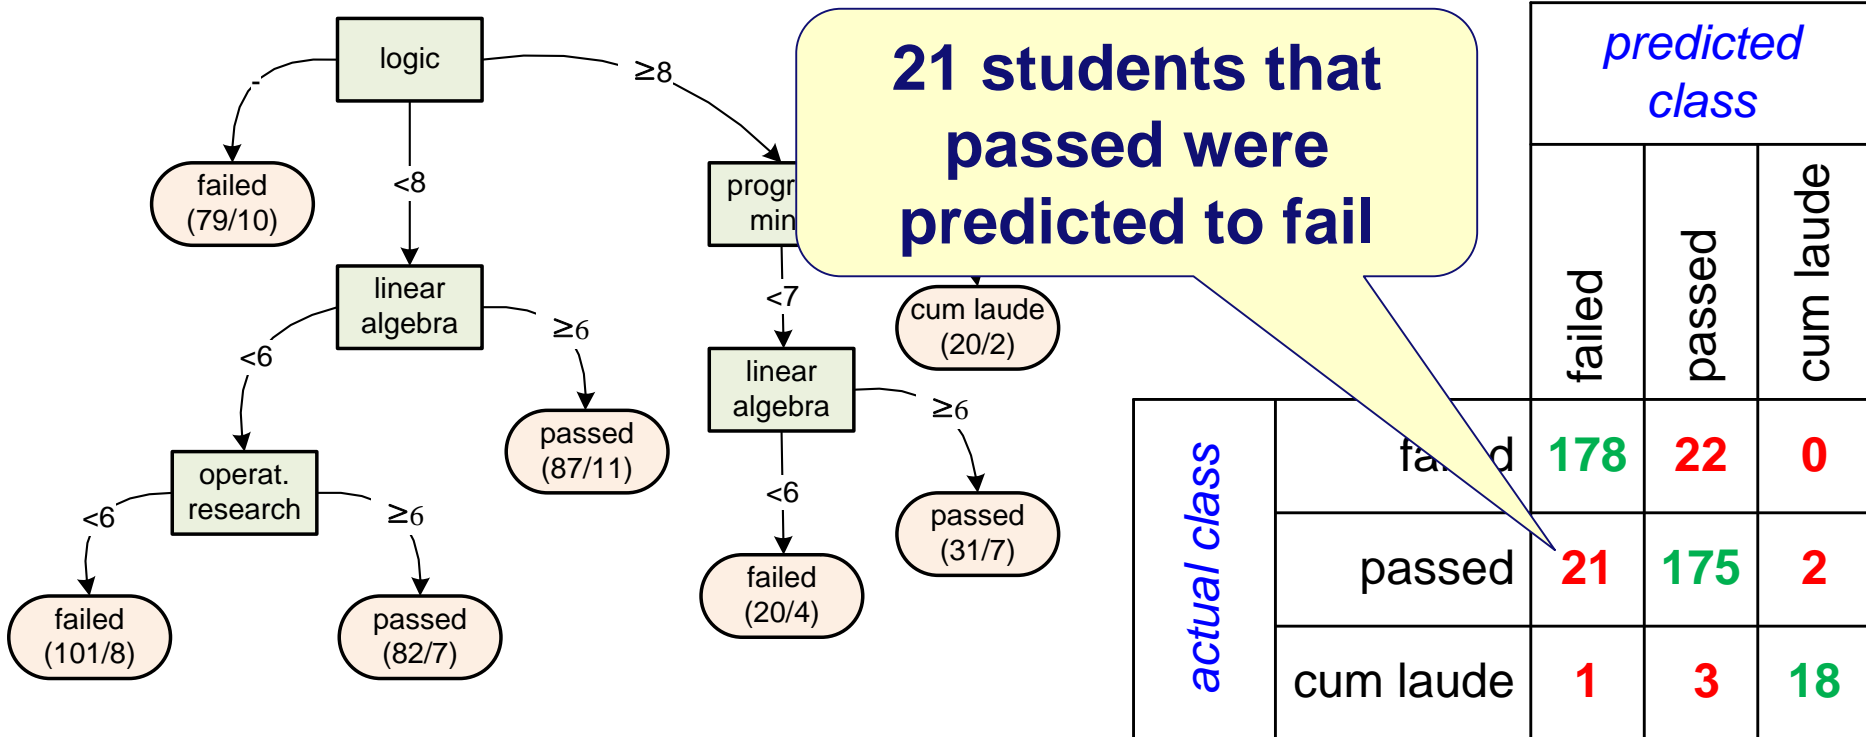 logic
-
<8
≥8
failed
(79/10)
linear
algebra
<6
≥6
operat.
research
passed
(87/11)
<6
≥6
failed
(101/8)
passed
(82/7)
<7
cum laude
(20/2)
linear
algebra
<6
≥6
failed
(20/4)
passed
(31/7)
21 students that
passed were
predicted to fail
predicted
class
failed
passed
cum laude
actual class
178 22 0
passed 21 175 2
cum laude 1 3 18